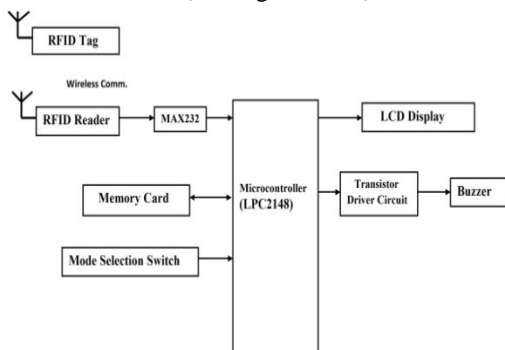 RFID Tag
Wireless Comm.
RFID Reader
MAX232
LCD Display
Microcontroller
(LPC2148)
Transistor
Driver Circuit
Buzzer
Memory Card
Mode Selection Switch